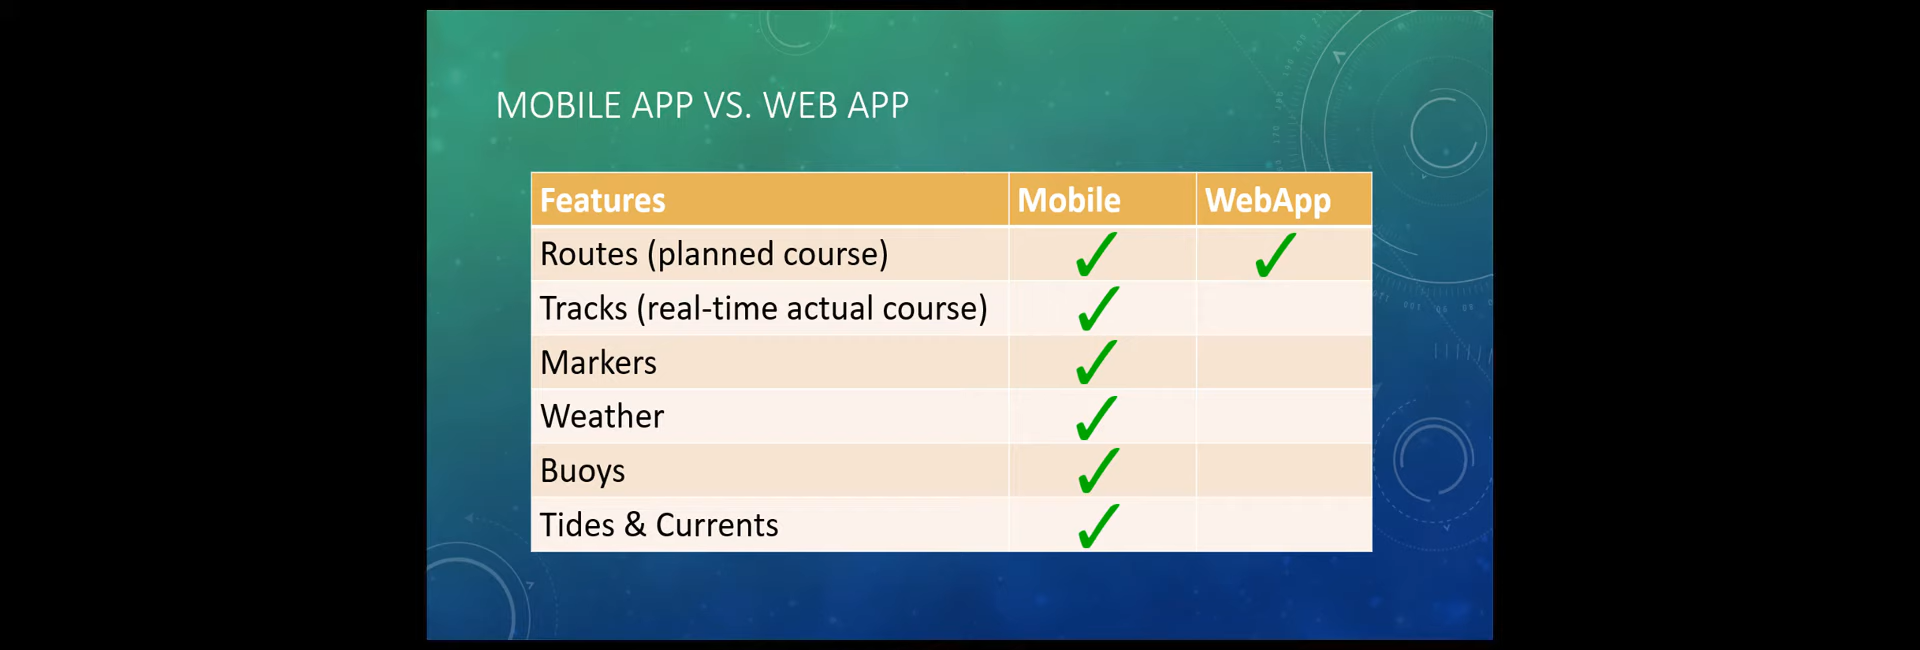 MOBILE APP VS. WEB APP
Features Mobile WebApp
Routes (planned course) ✓ ✓
Tracks (real-time actual course) ✓
Markers ✓
Weather ✓
Buoys ✓
Tides & Currents ✓